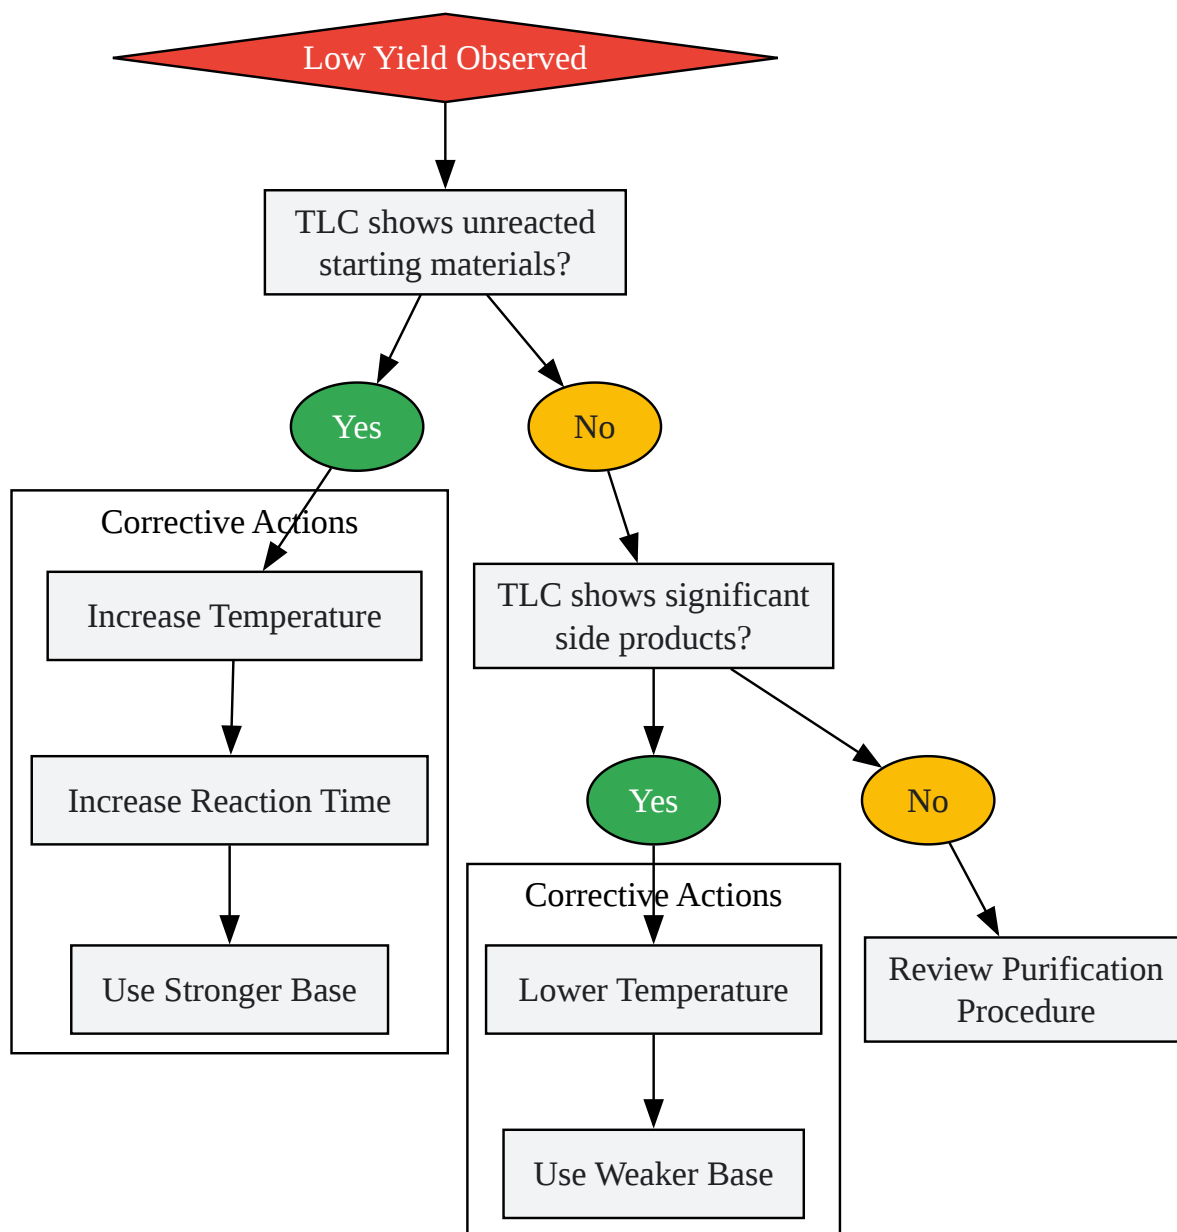 Low Yield Observed
TLC shows unreacted
starting materials?
Yes
No
Corrective Actions
Increase Temperature
Increase Reaction Time
Use Stronger Base
TLC shows significant
side products?
Yes
No
Corrective Actions
Lower Temperature
Use Weaker Base
Review Purification
Procedure